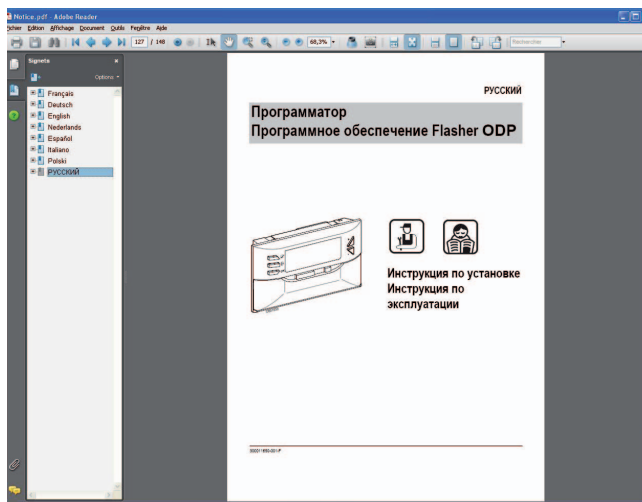 Notice.pdf - Adobe Reader
Fichier Edition Affichage Document Outils Fenêtre Aide
127 / 148 68,3% Rechercher
Signets
Options
Français
Deutsch
English
Nederlands
Español
Italiano
Polski
РУССКИЙ
РУССКИЙ
Программатор
Программное обеспечение Flasher ODP
Инструкция по установке
Инструкция по
эксплуатации